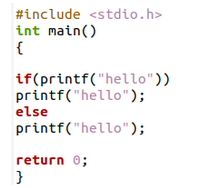 #include <stdio.h>
int main()
{
if(printf("hello"))
printf("hello");
else
printf("hello");
return 0;
}